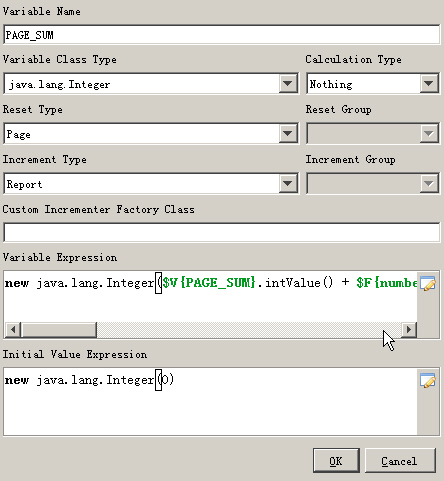 Variable Name
PAGE_SUM
Variable Class Type Calculation Type
java.lang.Integer Nothing
Reset Type Reset Group
Page
Increment Type Increment Group
Report
Custom Incrementer Factory Class
Variable Expression
new java.lang.Integer($V{PAGE_SUM}.intValue() + $F{numbe
Initial Value Expression
new java.lang.Integer(0)
OK Cancel